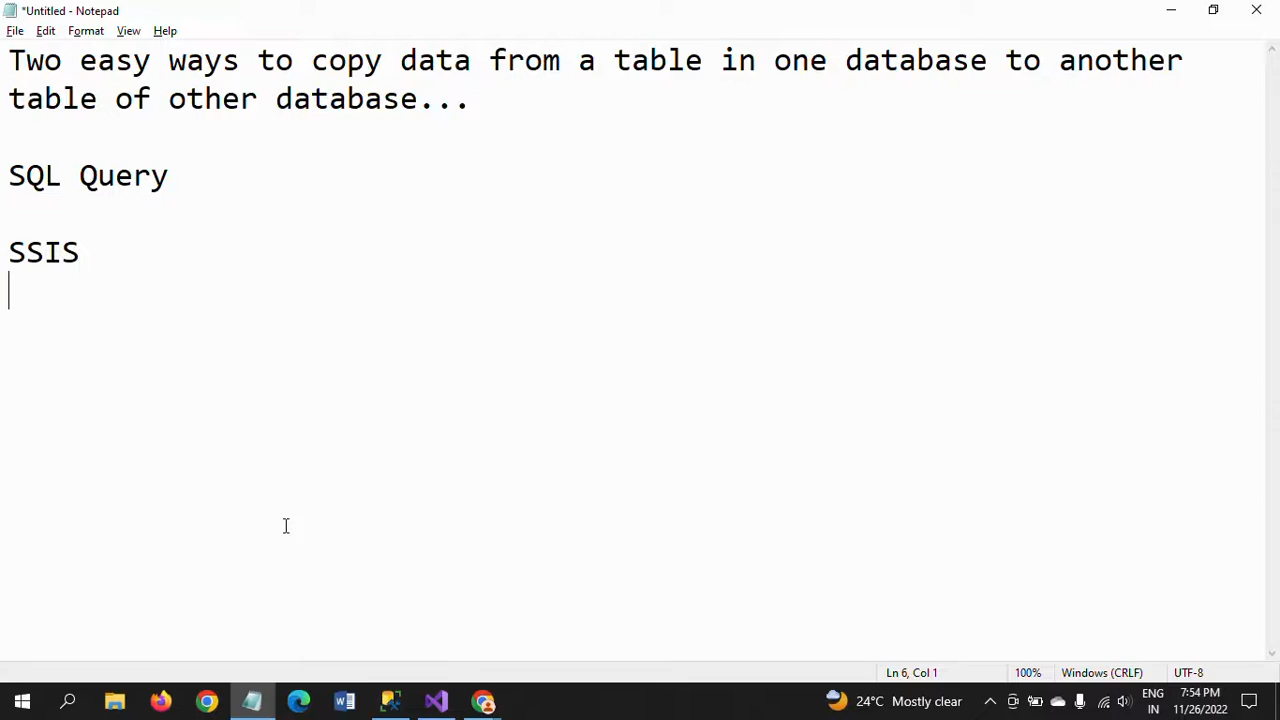 *Untitled - Notepad
File Edit Format View Help
Two easy ways to copy data from a table in one database to another
table of other database...
SQL Query
SSIS
Ln 6, Col 1 100% Windows (CRLF) UTF-8
24°C Mostly clear
ENG
IN
7:54 PM
11/26/2022